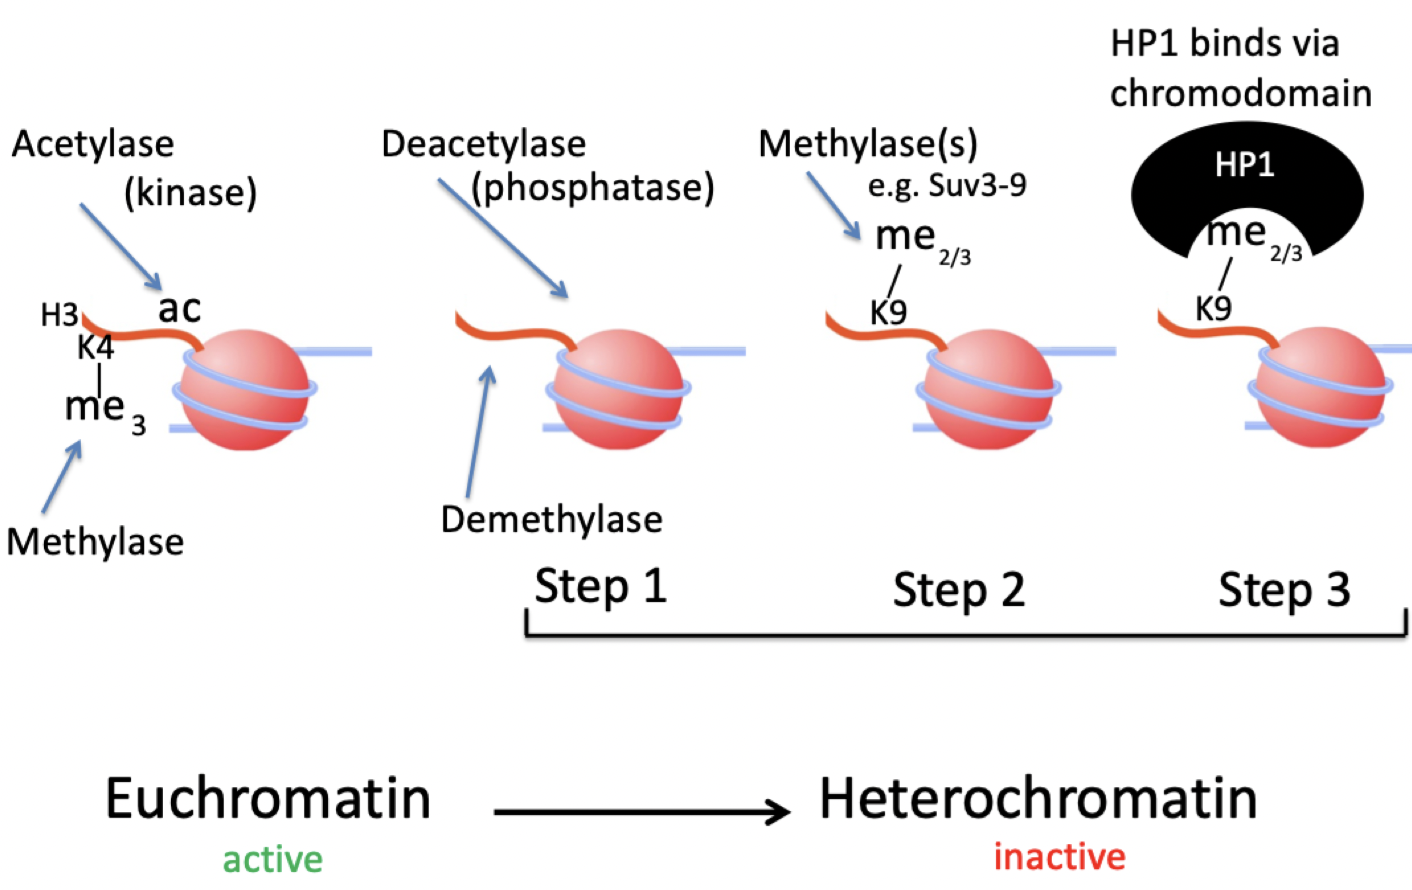 HP1 binds via
chromodomain
HP1
me 2/3
K9
Acetylase
(kinase)
H3
ac
K4
me 3
Methylase
Deacetylase
(phosphatase)
Demethylase
Methylase(s)
e.g. Suv3-9
me 2/3
K9
Step 1
Step 2
Step 3
Euchromatin
active
Heterochromatin
inactive